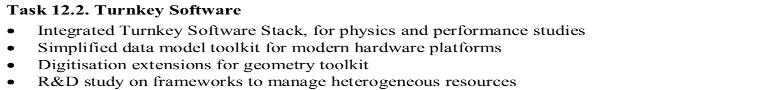 Task 12.2. Turnkey Software
• Integrated Turnkey Software Stack, for physics and performance studies
• Simplified data model toolkit for modern hardware platforms
• Digitisation extensions for geometry toolkit
• R&D study on frameworks to manage heterogeneous resources